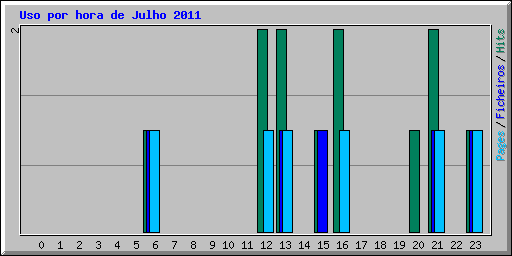 Uso por hora de Julho 2011
2
Pages / Ficheiros / Hits
0 1 2 3 4 5 6 7 8 9 10 11 12 13 14 15 16 17 18 19 20 21 22 23